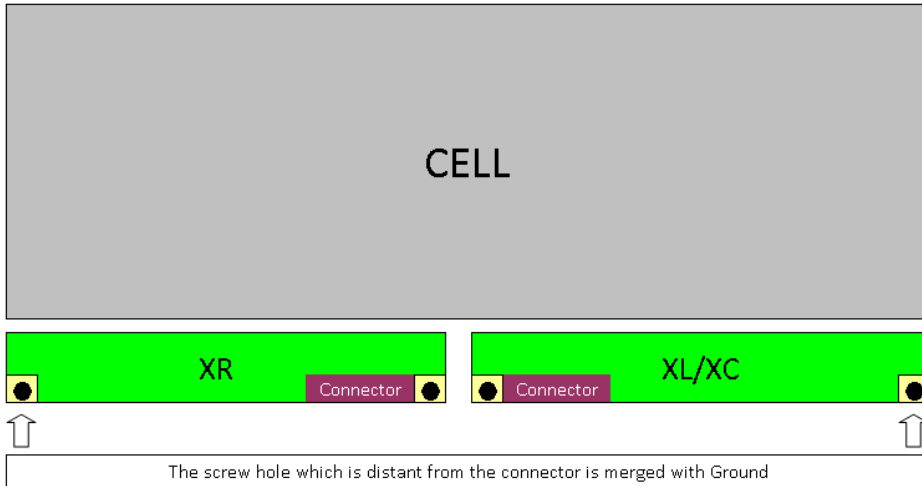 CELL
XR
XL/XC
Connector
Connector
The screw hole which is distant from the connector is merged with Ground